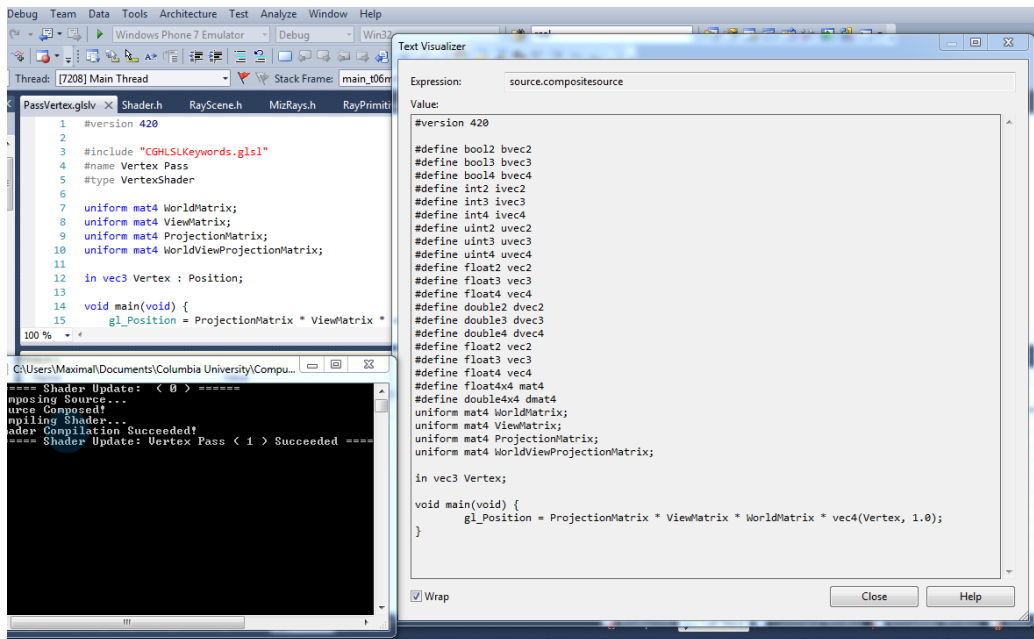 Debug Team Data Tools Architecture Test Analyze Window Help
Windows Phone 7 Emulator Debug Win32
Thread: [7208] Main Thread Stack Frame: main_t06m
PassVertex.glslv Shader.h RayScene.h MizRays.h RayPrimiti
1 #version 420
2
3 #include "CGHLSLKeywords.glsl"
4 #name Vertex Pass
5 #type VertexShader
6
7 uniform mat4 WorldMatrix;
8 uniform mat4 ViewMatrix;
9 uniform mat4 ProjectionMatrix;
10 uniform mat4 WorldViewProjectionMatrix;
11
12 in vec3 Vertex : Position;
13
14 void main(void) {
15 gl_Position = ProjectionMatrix * ViewMatrix *
100 %
C:\Users\Maximal\Documents\Columbia University\Compu...
==== Shader Update: ( 0 ) ======
mposing Source...
urce Composed!
mpiling Shader...
ader Compilation Succeeded!
==== Shader Update: Vertex Pass ( 1 ) Succeeded ====
Text Visualizer
Expression: source.compositesource
Value:
#version 420
#define bool2 bvec2
#define bool3 bvec3
#define bool4 bvec4
#define int2 ivec2
#define int3 ivec3
#define int4 ivec4
#define uint2 uvec2
#define uint3 uvec3
#define uint4 uvec4
#define float2 vec2
#define float3 vec3
#define float4 vec4
#define double2 dvec2
#define double3 dvec3
#define double4 dvec4
#define float2 vec2
#define float3 vec3
#define float4 vec4
#define float4x4 mat4
#define double4x4 dmat4
uniform mat4 WorldMatrix;
uniform mat4 ViewMatrix;
uniform mat4 ProjectionMatrix;
uniform mat4 WorldViewProjectionMatrix;
in vec3 Vertex;
void main(void) {
gl_Position = ProjectionMatrix * ViewMatrix * WorldMatrix * vec4(Vertex, 1.0);
}
Wrap
Close Help